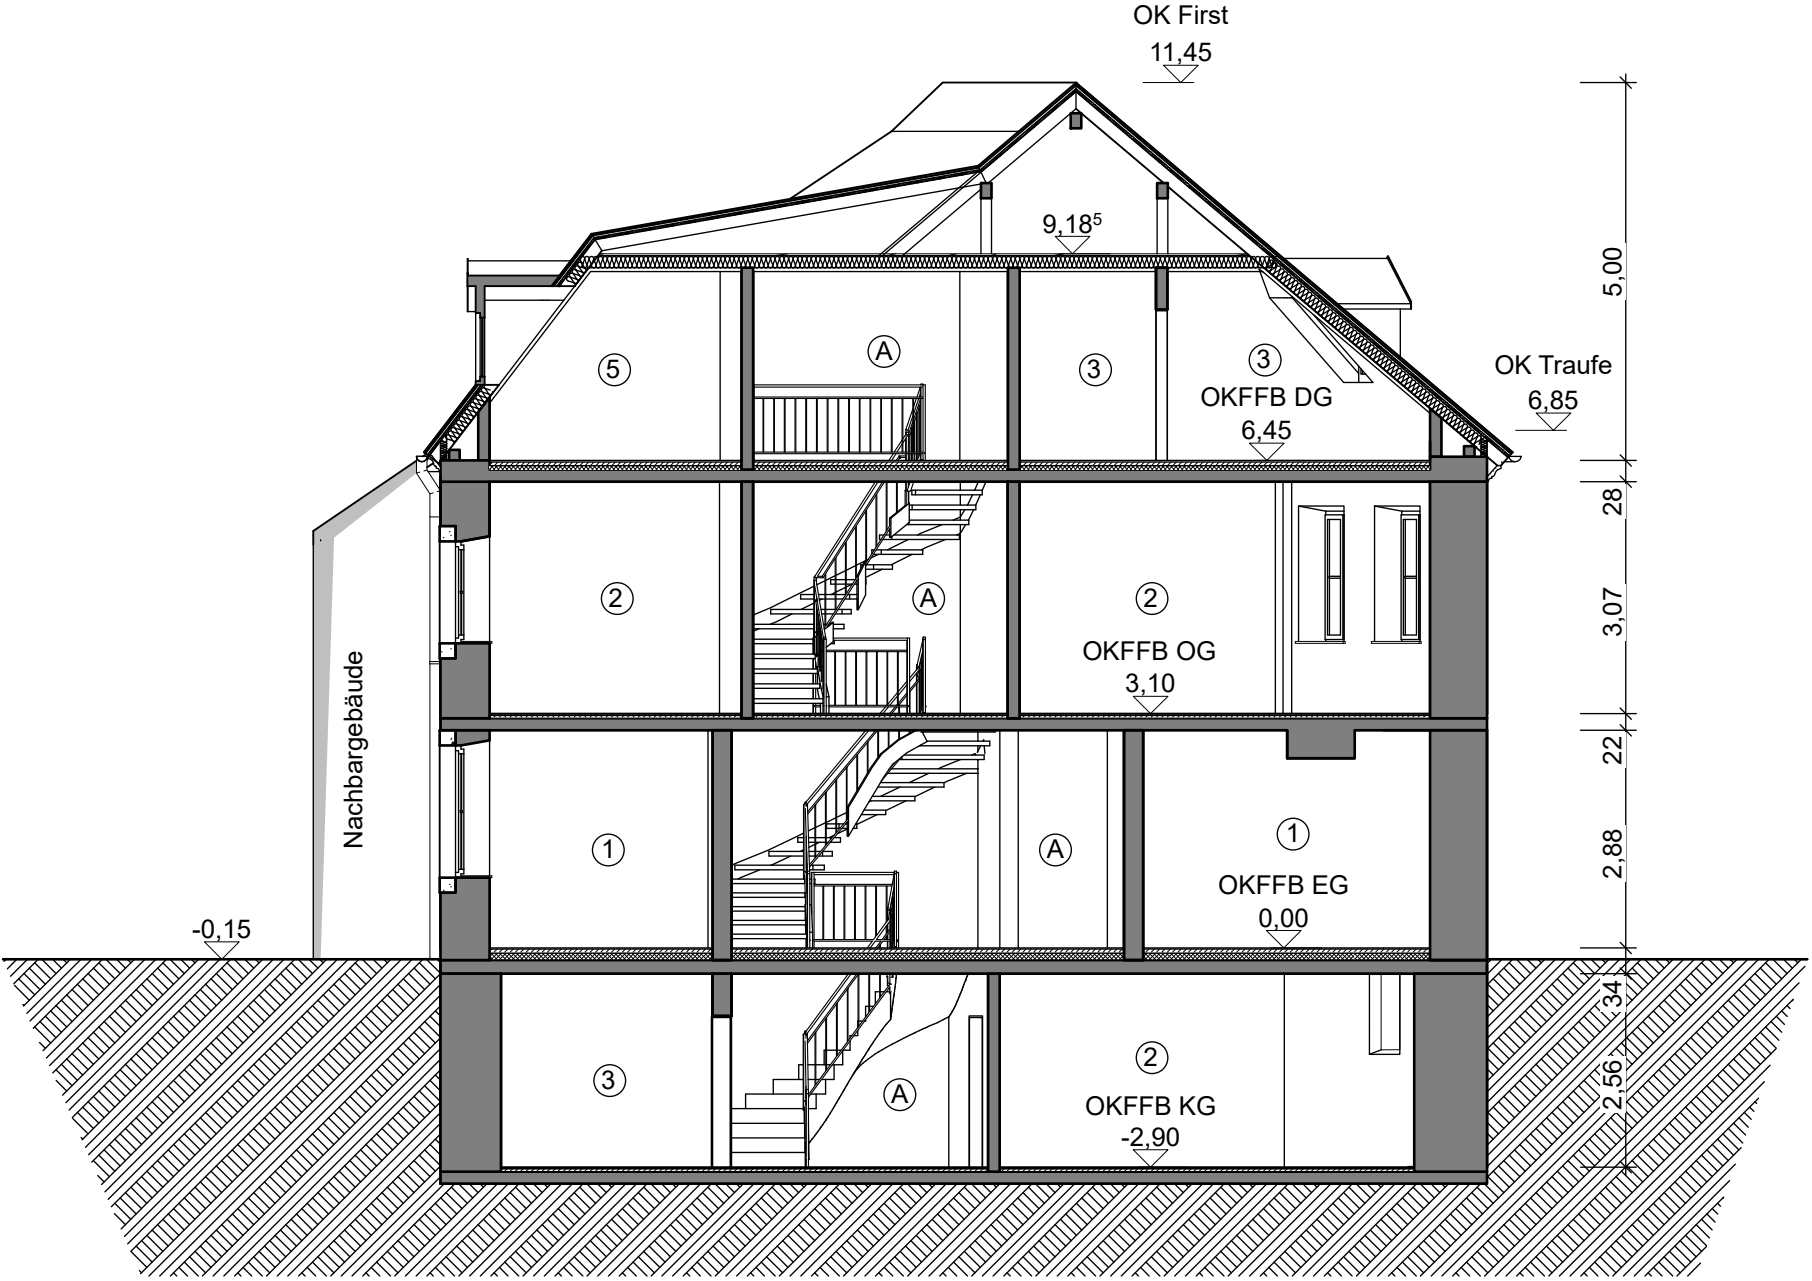 OK First
11,45
9,18⁵
5,00
OK Traufe
6,85
5
A
3
3
OKFFB DG
6,45
28
2
A
2
3,07
OKFFB OG
3,10
Nachbargebäude
22
1
A
1
2,88
OKFFB EG
0,00
-0,15
34
3
A
2
2,56
OKFFB KG
-2,90